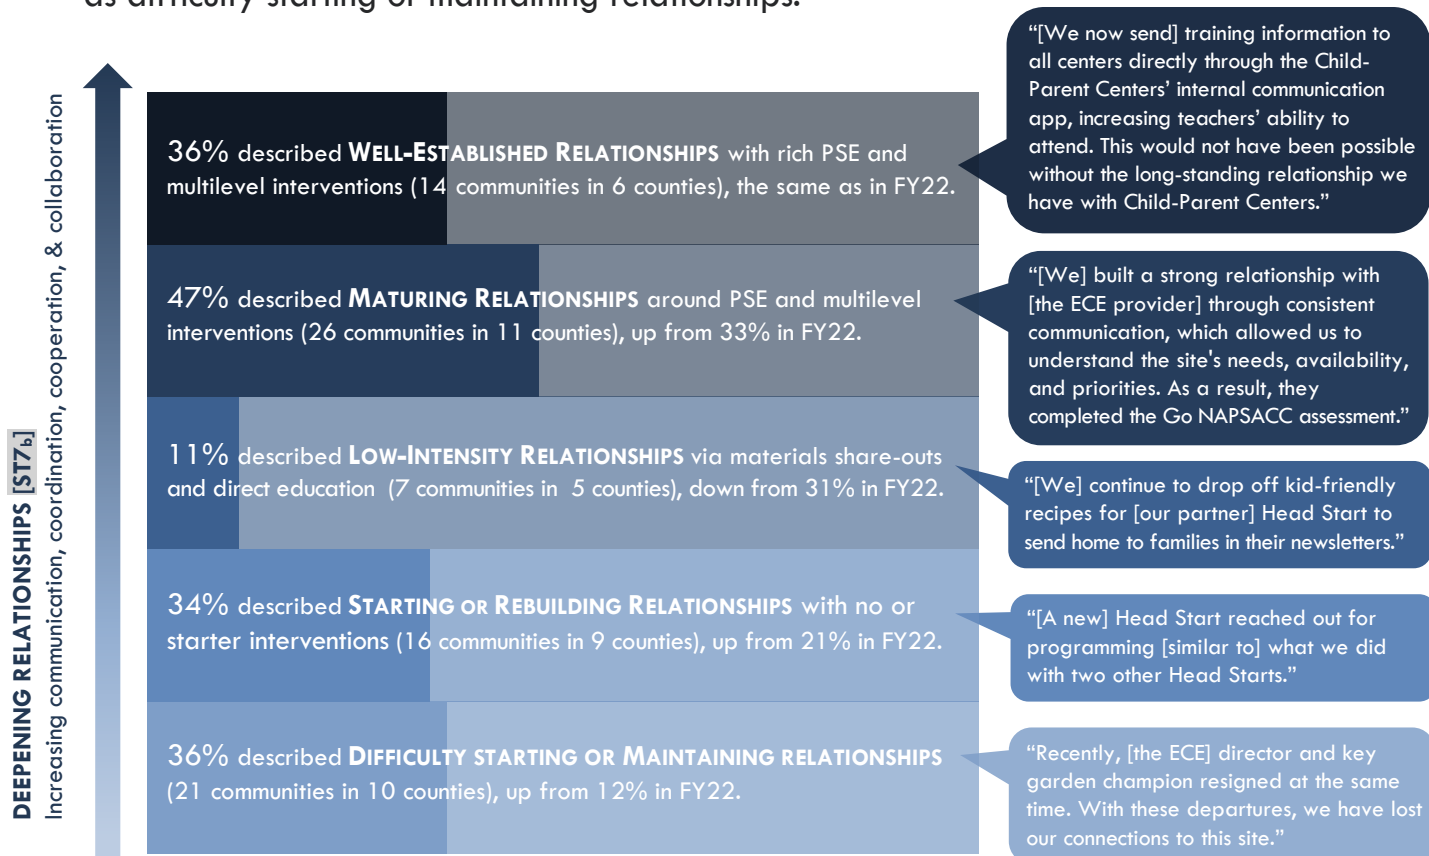 as difficulty starting or maintaining relationships.
DEEPENING RELATIONSHIPS [ST7b]
Increasing communication, coordination, cooperation, & collaboration
36% described WELL-ESTABLISHED RELATIONSHIPS with rich PSE and
multilevel interventions (14 communities in 6 counties), the same as in FY22.
“[We now send] training information to
all centers directly through the Child-
Parent Centers’ internal communication
app, increasing teachers’ ability to
attend. This would not have been possible
without the long-standing relationship we
have with Child-Parent Centers.”
47% described MATURING RELATIONSHIPS around PSE and multilevel
interventions (26 communities in 11 counties), up from 33% in FY22.
“[We] built a strong relationship with
[the ECE provider] through consistent
communication, which allowed us to
understand the site's needs, availability,
and priorities. As a result, they
completed the Go NAPSACC assessment.”
11% described LOW-INTENSITY RELATIONSHIPS via materials share-outs
and direct education (7 communities in 5 counties), down from 31% in FY22.
“[We] continue to drop off kid-friendly
recipes for [our partner] Head Start to
send home to families in their newsletters.”
34% described STARTING OR REBUILDING RELATIONSHIPS with no or
starter interventions (16 communities in 9 counties), up from 21% in FY22.
“[A new] Head Start reached out for
programming [similar to] what we did
with two other Head Starts.”
36% described DIFFICULTY STARTING OR MAINTAINING RELATIONSHIPS
(21 communities in 10 counties), up from 12% in FY22.
“Recently, [the ECE] director and key
garden champion resigned at the same
time. With these departures, we have lost
our connections to this site.”